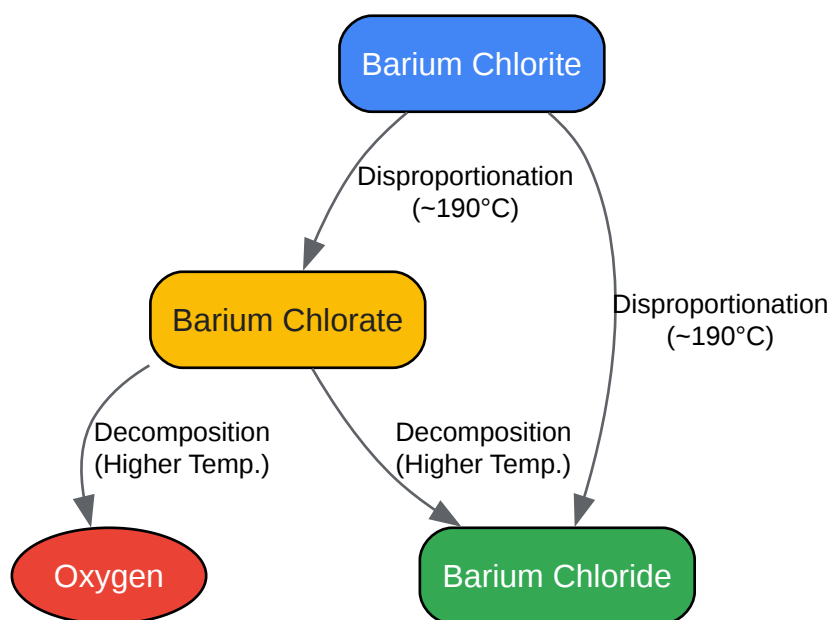 Barium Chlorite
Disproportionation
(~190°C)
Barium Chlorate
Disproportionation
(~190°C)
Decomposition
(Higher Temp.)
Decomposition
(Higher Temp.)
Oxygen
Barium Chloride